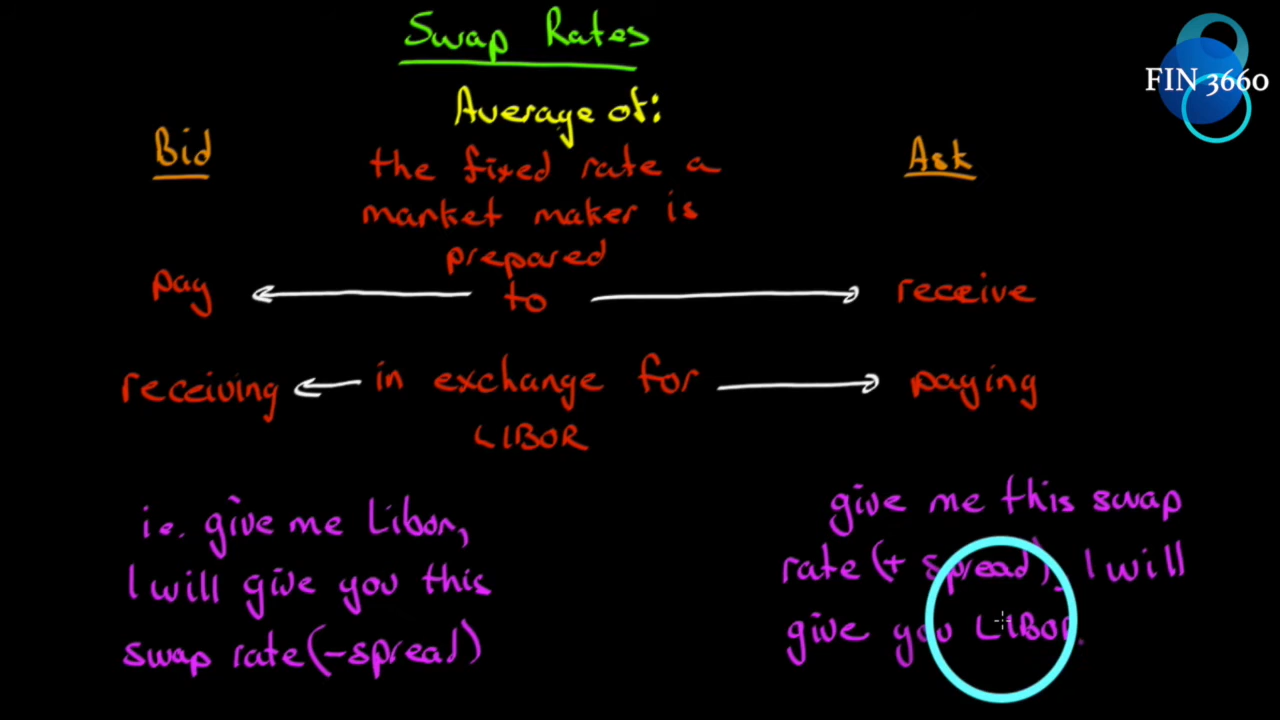 Swap Rates
FIN 3660
Average of:
Bid
Ask
the fixed rate a
market maker is
prepared
pay
to
receive
receiving
in exchange for
paying
LIBOR
i.e. give me Libor,
I will give you this
swap rate (-spread)
give me this swap
rate (+ spread), I will
give you LIBOR.